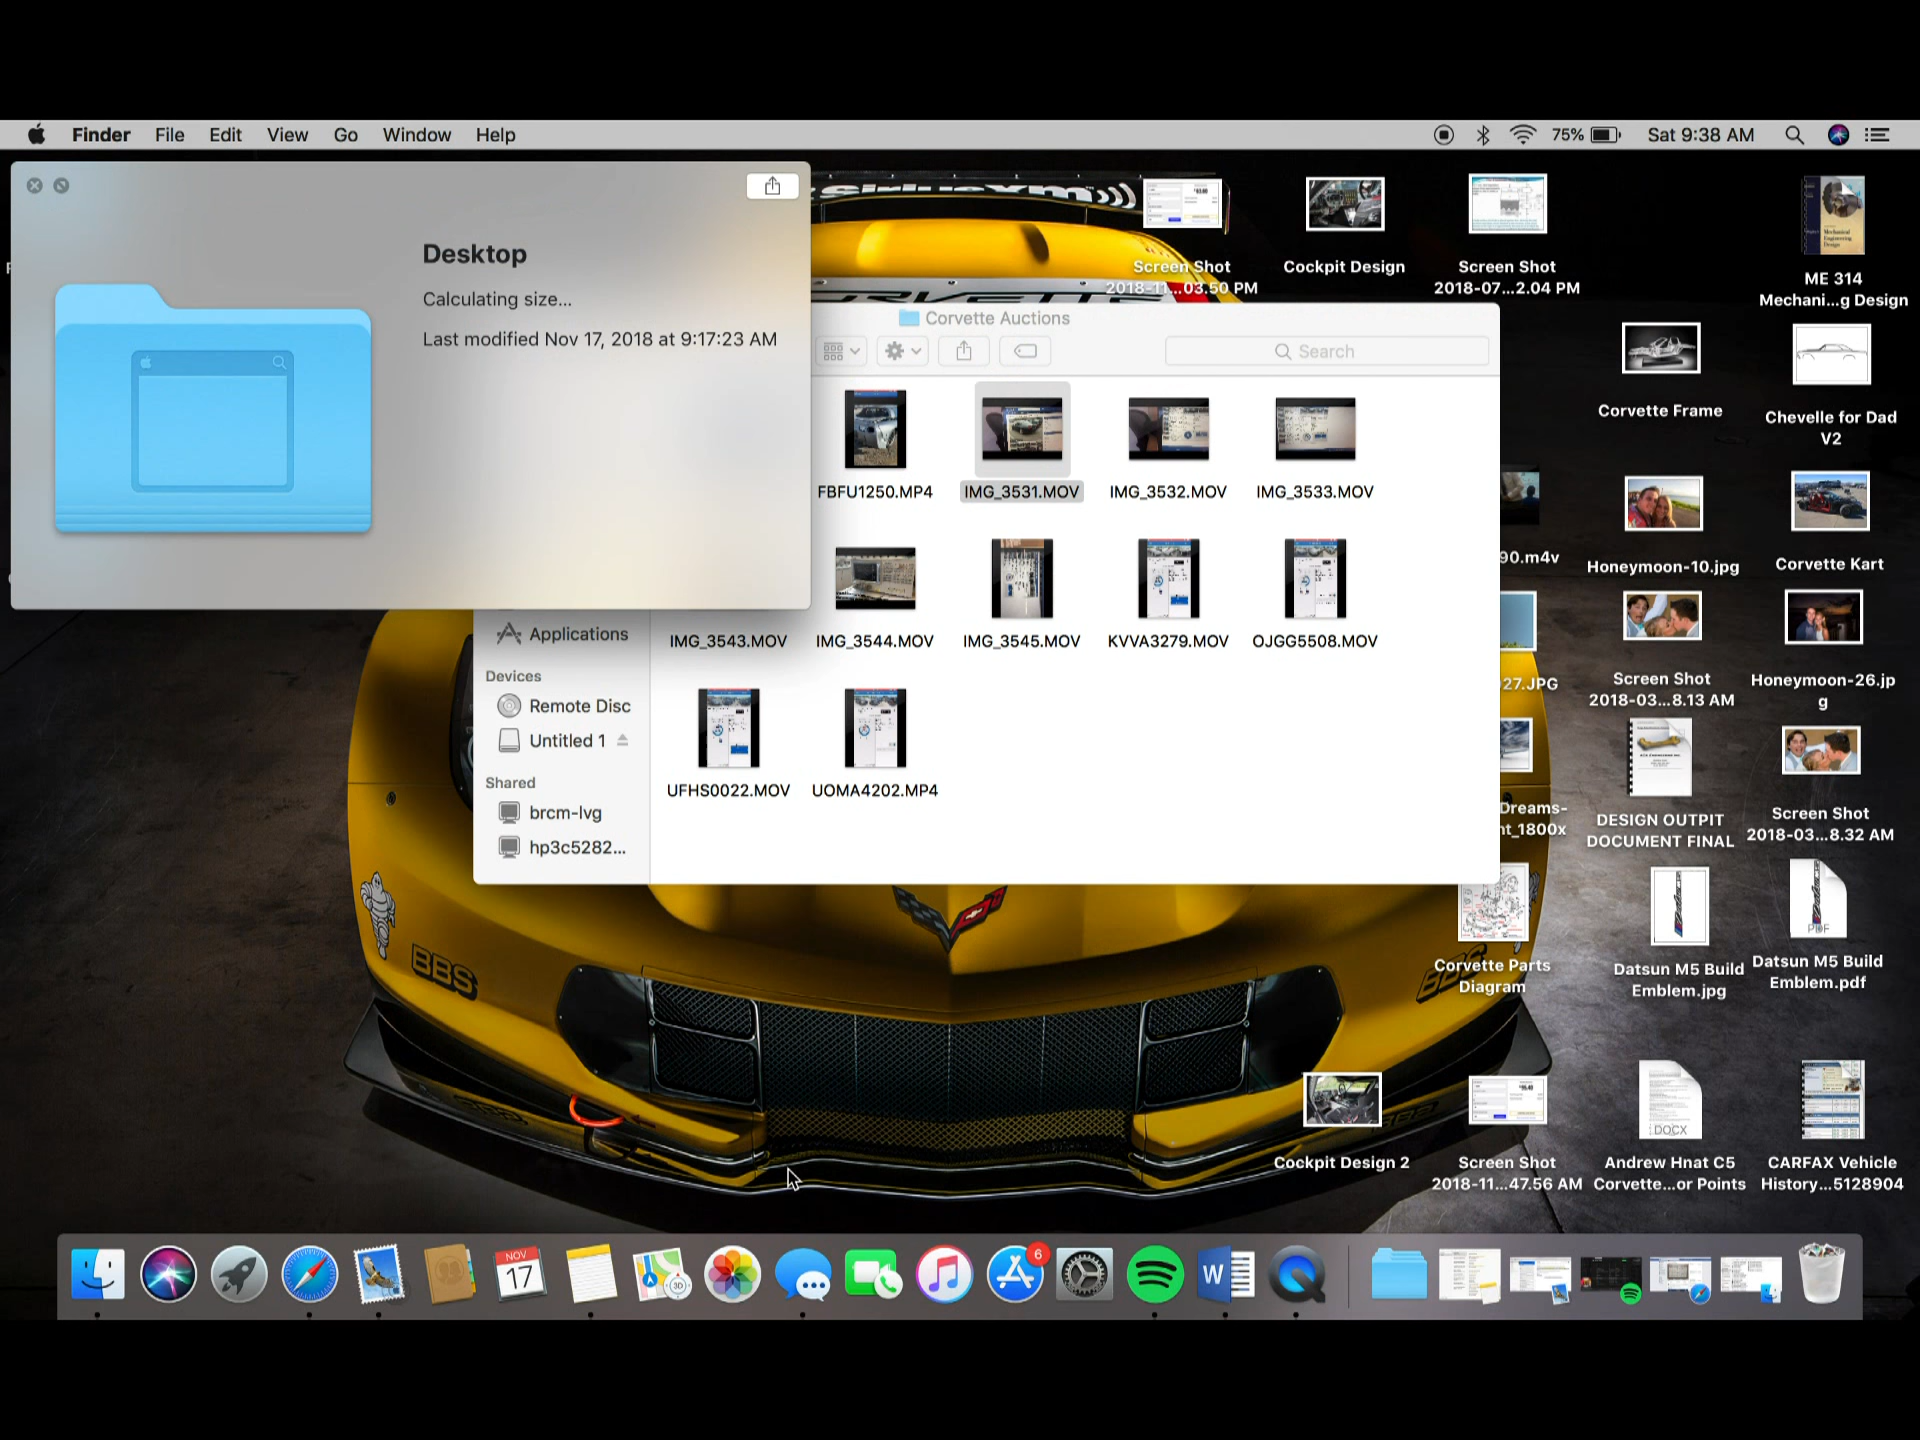 Finder File Edit View Go Window Help
75% Sat 9:38 AM
Desktop
Calculating size...
Last modified Nov 17, 2018 at 9:17:23 AM
Corvette Auctions
Search
FBFU1250.MP4
IMG_3531.MOV
IMG_3532.MOV
IMG_3533.MOV
IMG_3543.MOV
IMG_3544.MOV
IMG_3545.MOV
KVVA3279.MOV
OJGG5508.MOV
UFHS0022.MOV
UOMA4202.MP4
Applications
Devices
Remote Disc
Untitled 1
Shared
brcm-lvg
hp3c5282...
Screen Shot
2018-11...03.50 PM
Cockpit Design
Screen Shot
2018-07...2.04 PM
ME 314
Mechani...g Design
Corvette Frame
Chevelle for Dad
V2
90.m4v
Honeymoon-10.jpg
Corvette Kart
27.JPG
Screen Shot
2018-03...8.13 AM
Honeymoon-26.jp
g
Dreams-
nt_1800x
DESIGN OUTPIT
DOCUMENT FINAL
Screen Shot
2018-03...8.32 AM
Corvette Parts
Diagram
Datsun M5 Build
Emblem.jpg
PDF
Datsun M5 Build
Emblem.pdf
Cockpit Design 2
Screen Shot
2018-11...47.56 AM
DOCX
Andrew Hnat C5
Corvette...or Points
CARFAX Vehicle
History...5128904
SiriusXM
CORVETTE
BBS
BBS
NOV
17
3D
6
W